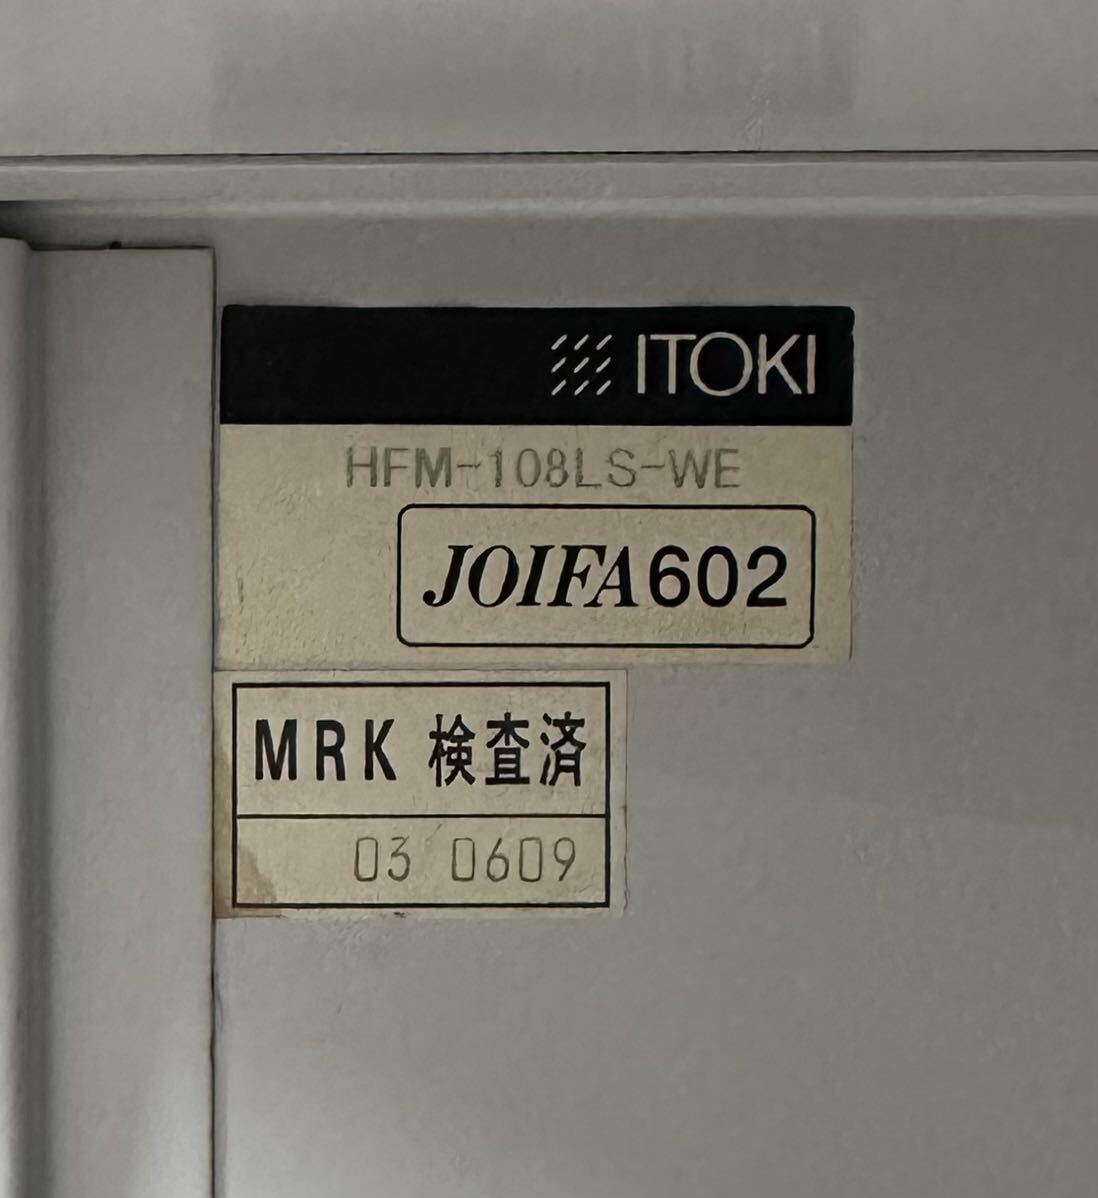 ITOKI
HFM-108LS-WE
JOIFA602
MRK 検査済
03 0609